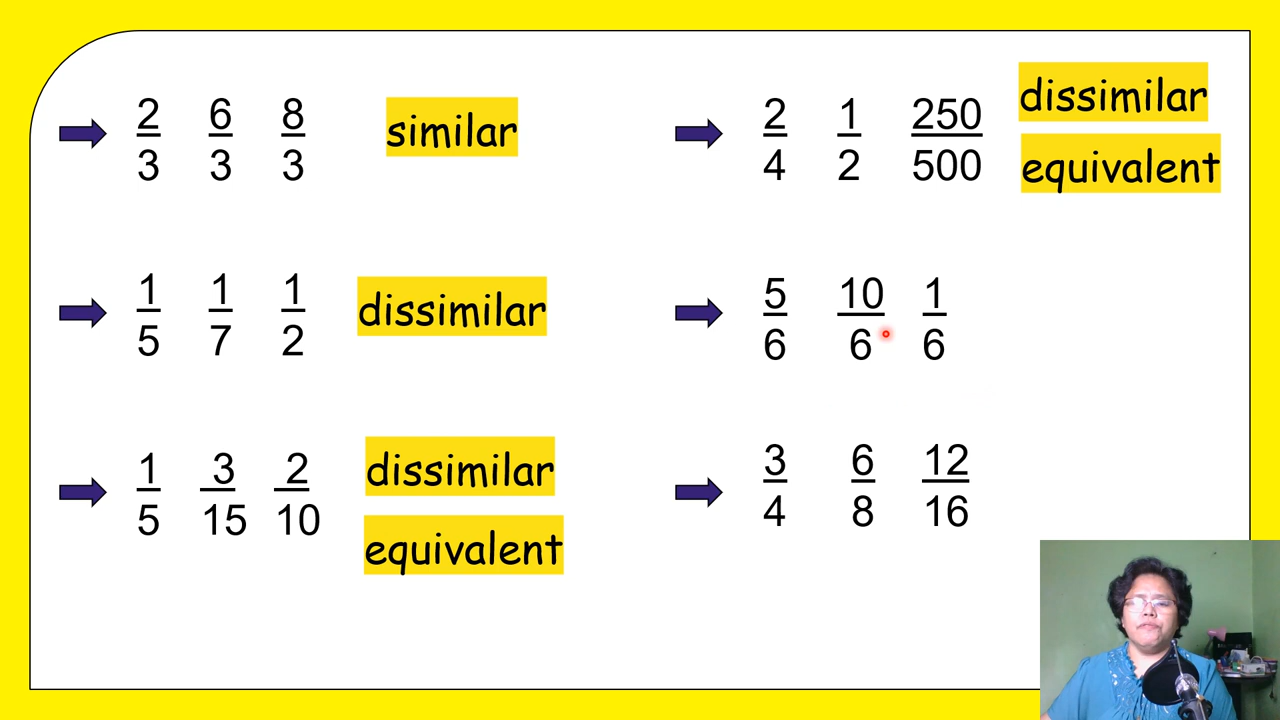 2/3 6/3 8/3 similar
1/5 1/7 1/2 dissimilar
1/5 3/15 2/10 dissimilar
equivalent
2/4 1/2 250/500 dissimilar
equivalent
5/6 10/6 1/6
3/4 6/8 12/16